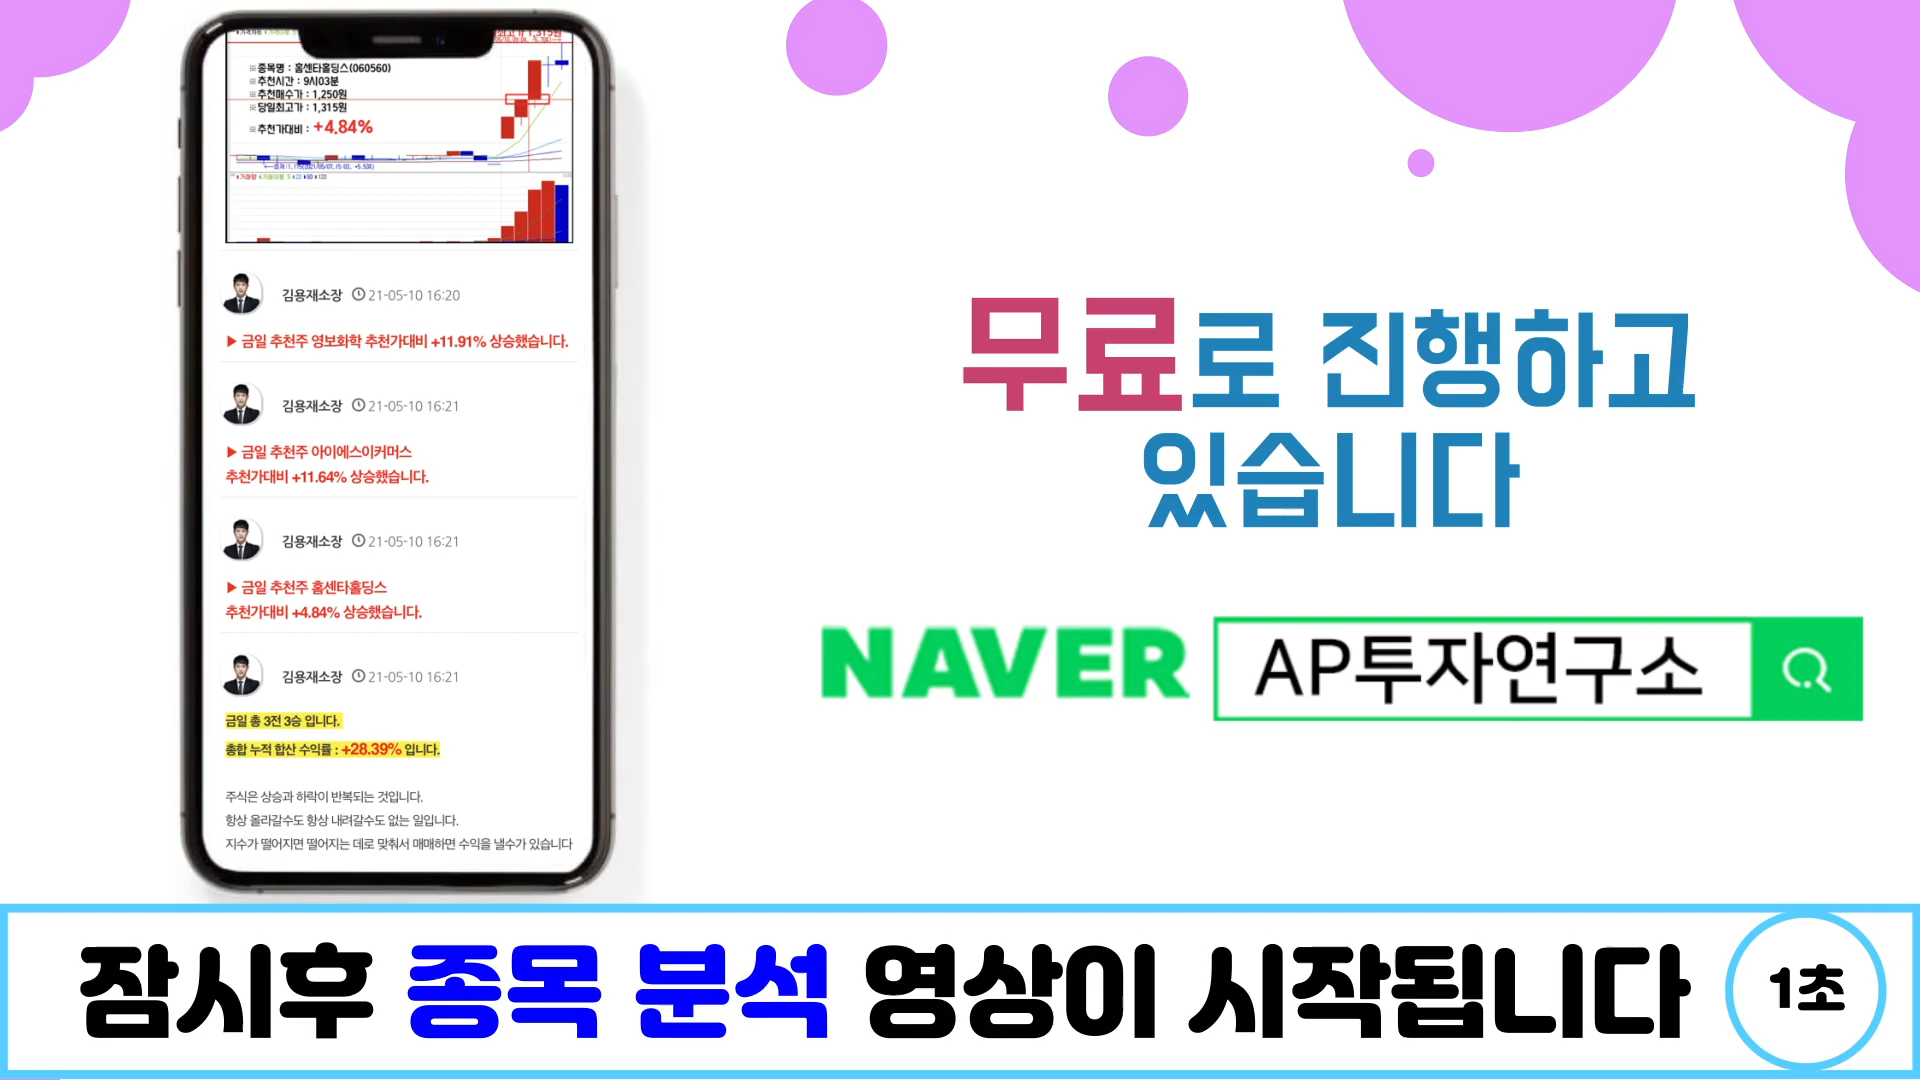 ※종목명 : 홈센타홀딩스(060560)
※추천시간 : 9시03분
※추천매수가 : 1,250원
※당일최고가 : 1,315원
※추천가대비 : +4.84%
김용재소장 21-05-10 16:20
▶ 금일 추천주 영보화학 추천가대비 +11.91% 상승했습니다.
김용재소장 21-05-10 16:21
▶ 금일 추천주 아이에스이커머스
추천가대비 +11.64% 상승했습니다.
김용재소장 21-05-10 16:21
▶ 금일 추천주 홈센타홀딩스
추천가대비 +4.84% 상승했습니다.
김용재소장 21-05-10 16:21
금일 총 3전 3승 입니다.
총합 누적 합산 수익률 : +28.39% 입니다.
주식은 상승과 하락이 반복되는 것입니다.
항상 올라갈수도 항상 내려갈수도 없는 일입니다.
지수가 떨어지면 떨어지는 데로 맞춰서 매매하면 수익을 낼수가 있습니다
무료로 진행하고
있습니다
NAVER AP투자연구소
잠시후 종목 분석 영상이 시작됩니다 1초